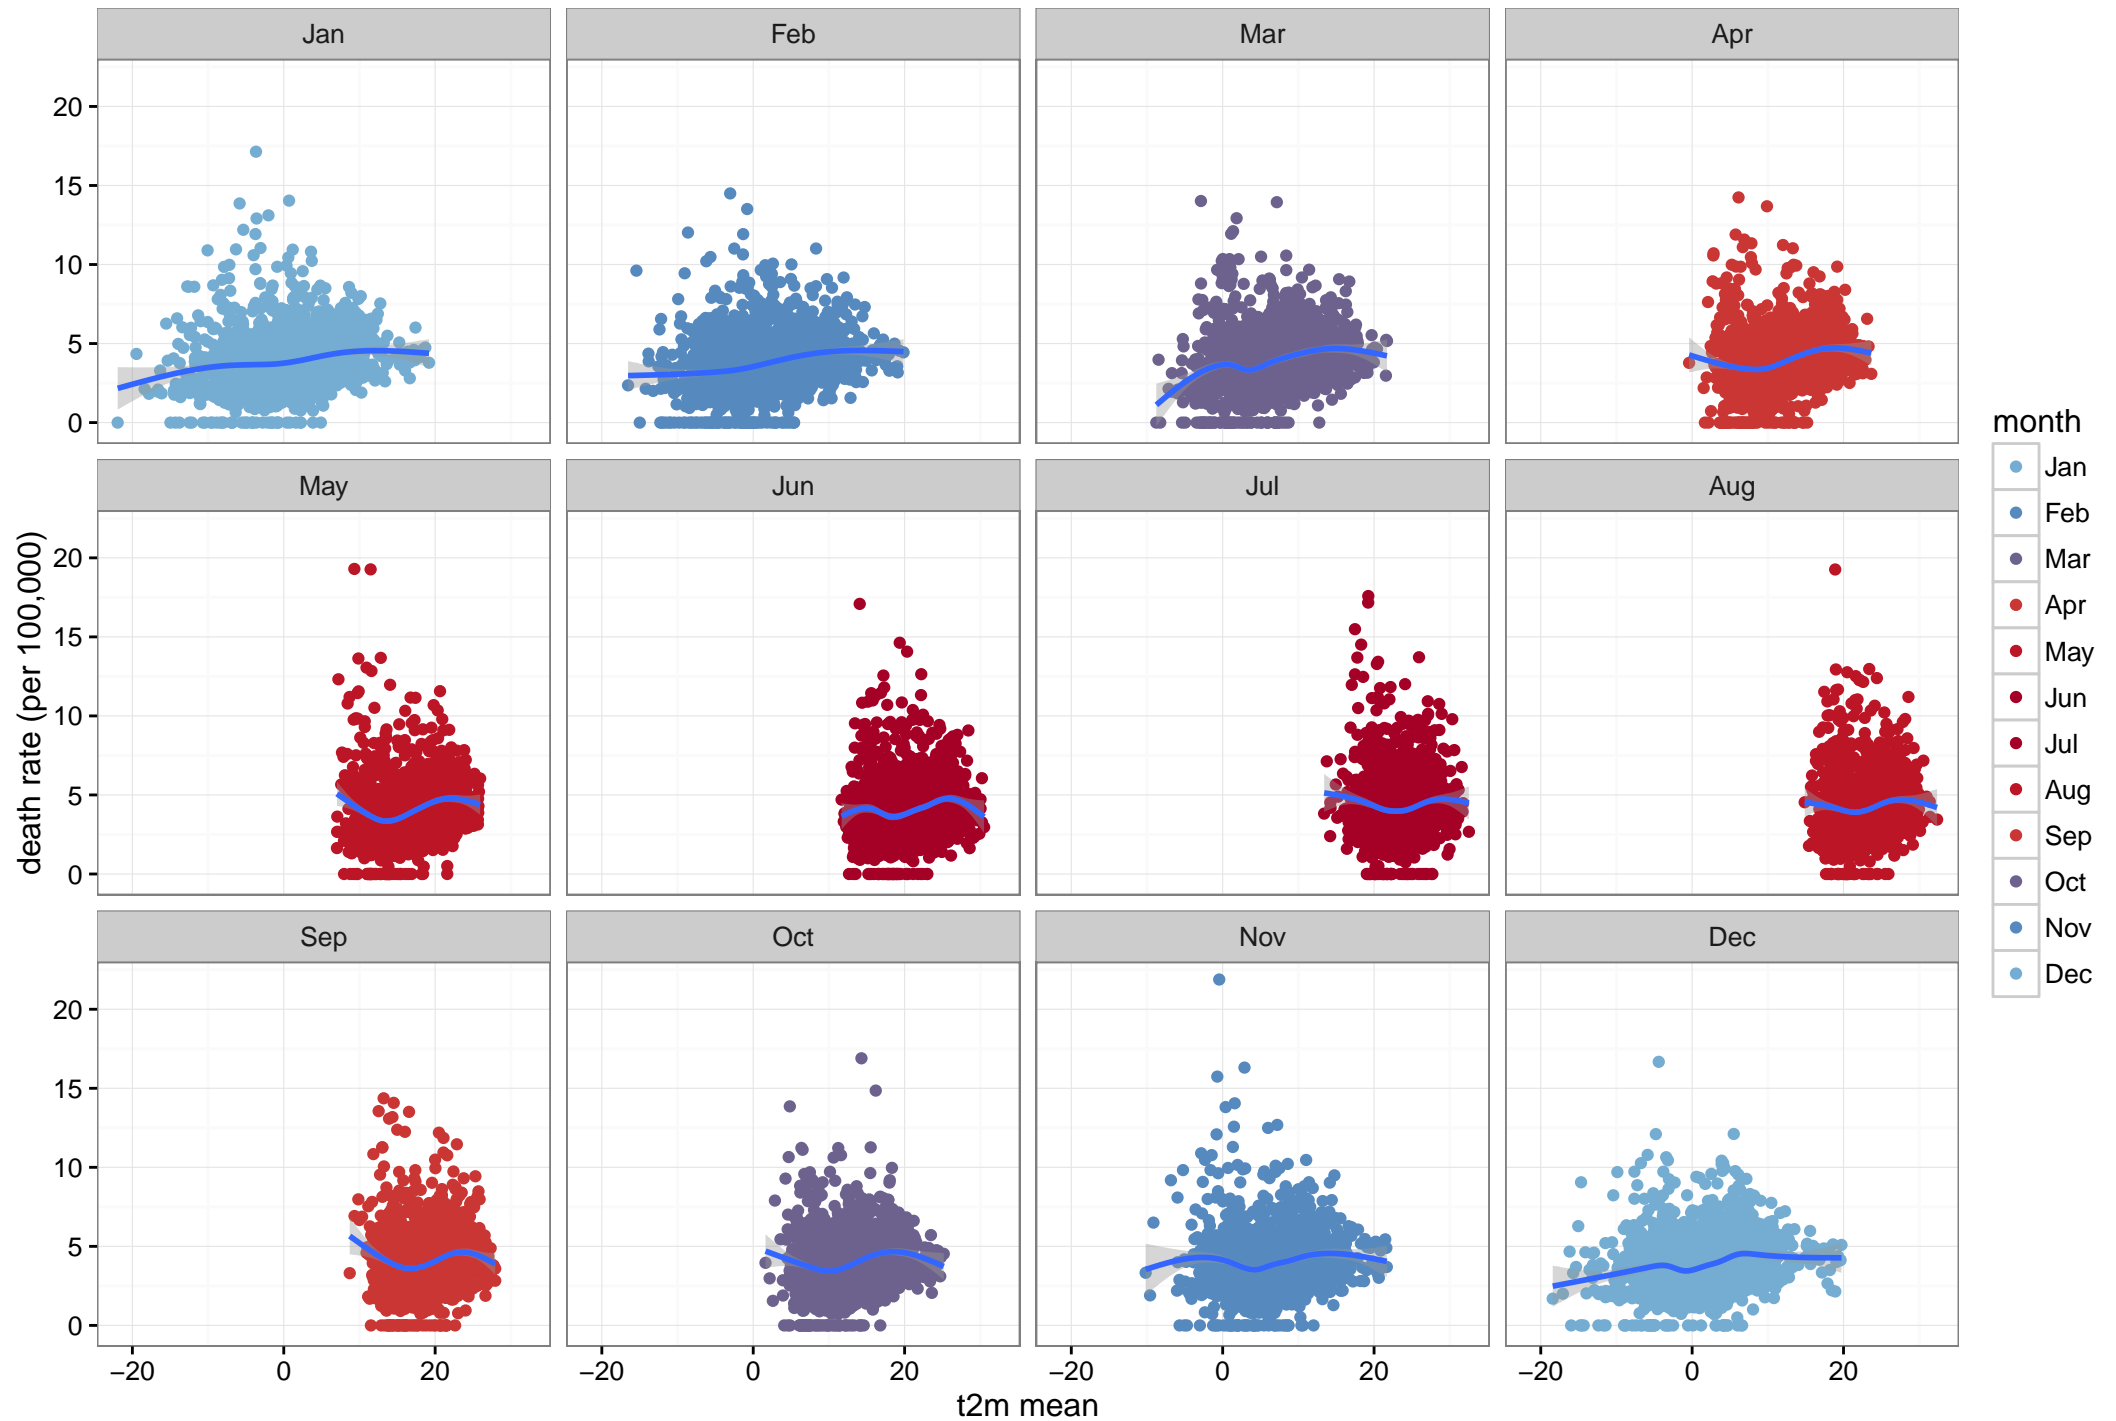 Jan Feb Mar Apr
20
15
10
5
0
May Jun Jul Aug
20
15
10
5
0
Sep Oct Nov Dec
20
15
10
5
0
−20 0 20 −20 0 20 −20 0 20 −20 0 20
t2m mean
death rate (per 100,000)
month
Jan
Feb
Mar
Apr
May
Jun
Jul
Aug
Sep
Oct
Nov
Dec